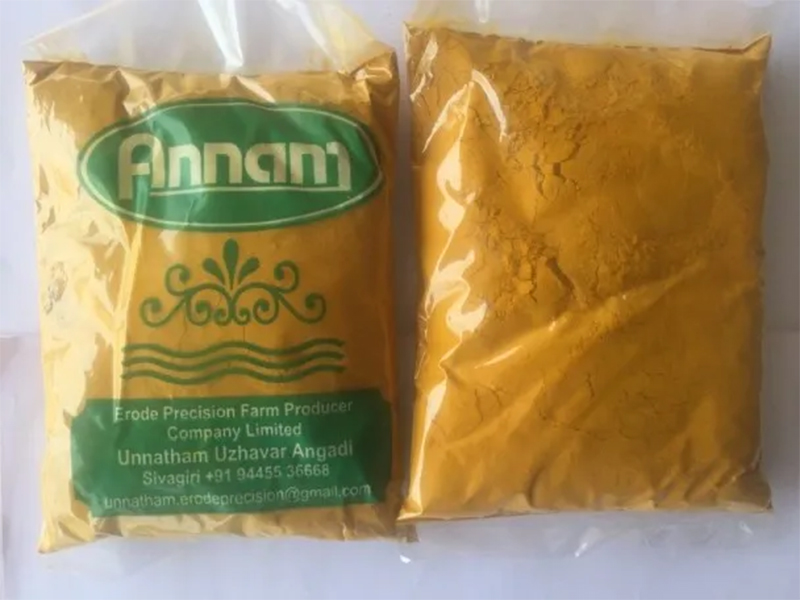 Annam
Erode Precision Farm Producer
Company Limited
Unnatham Uzhavar Angadi
Sivagiri +91 94455 36668
unnatham.erodeprecision@gmail.com